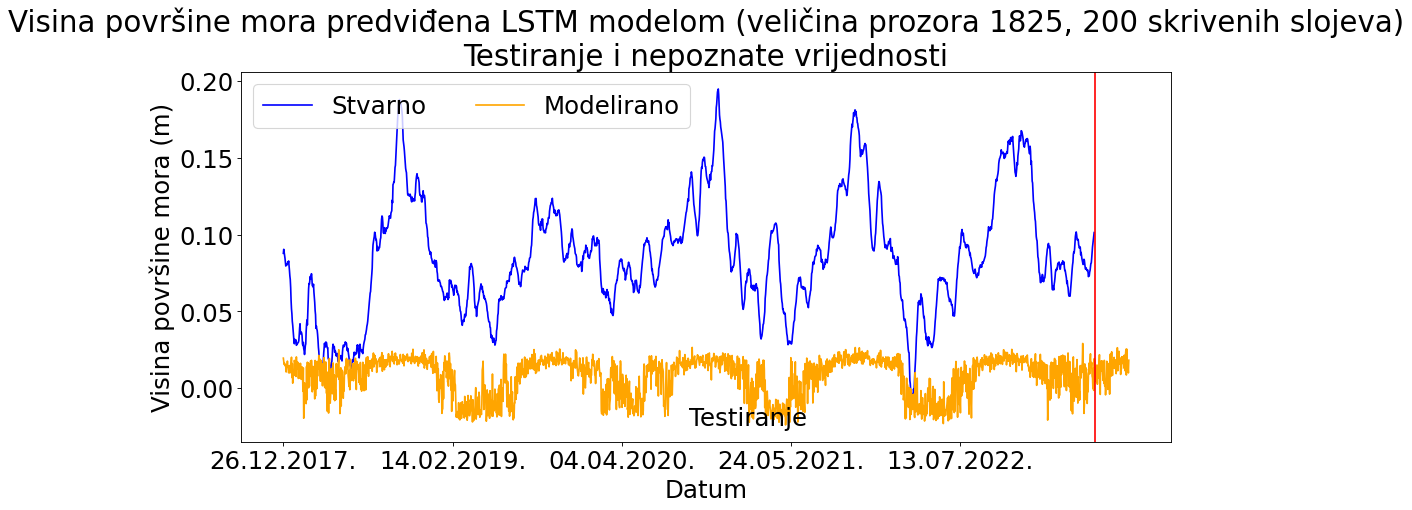 Visina površine mora predviđena LSTM modelom (veličina prozora 1825, 200 skrivenih slojeva)
Testiranje i nepoznate vrijednosti
Stvarno
Modelirano
Visina površine mora (m)
0.20
0.15
0.10
0.05
0.00
Testiranje
26.12.2017.
14.02.2019.
04.04.2020.
24.05.2021.
13.07.2022.
Datum